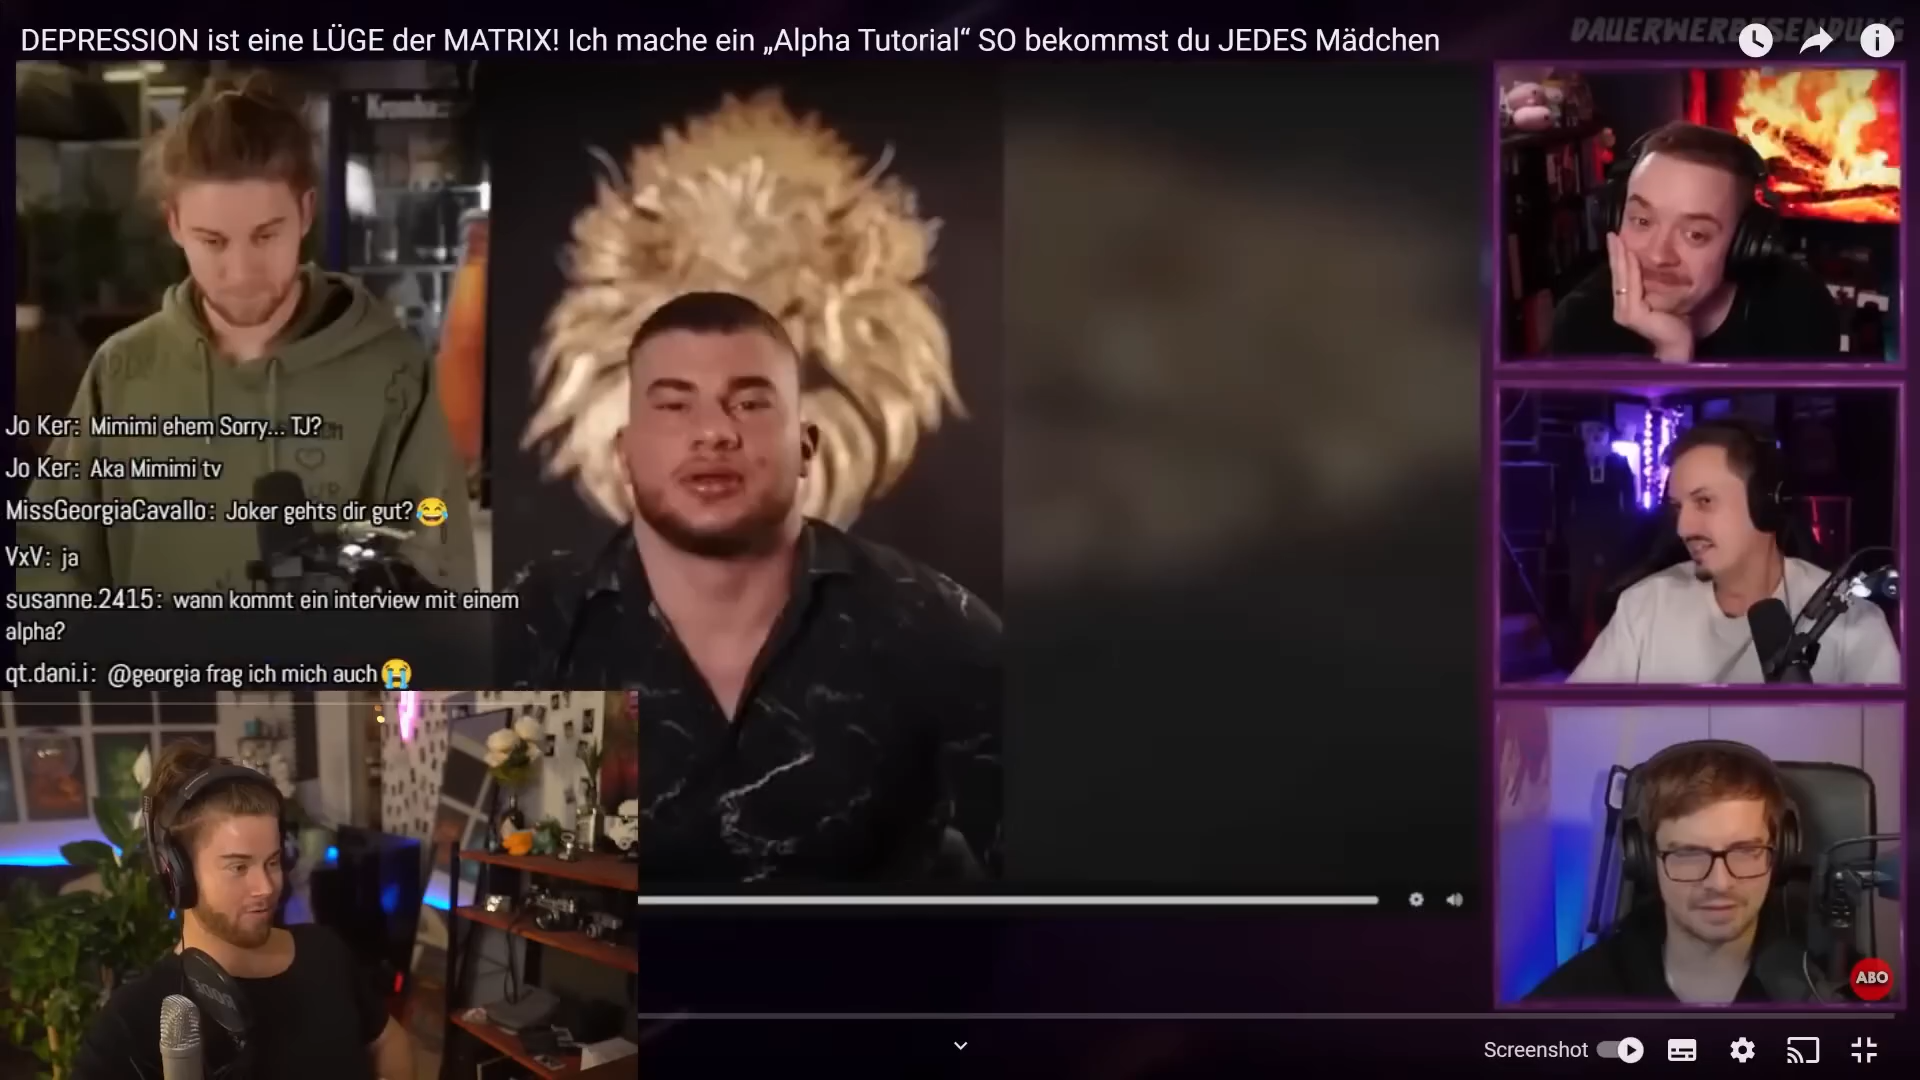 DEPRESSION ist eine LÜGE der MATRIX! Ich mache ein „Alpha Tutorial“ SO bekommst du JEDES Mädchen
DAUERWERBESENDUNG
Jo Ker: Mimimi ehem Sorry... TJ?
Jo Ker: Aka Mimimi tv
MissGeorgiaCavallo: Joker gehts dir gut?😂
VxV: ja
susanne.2415: wann kommt ein interview mit einem
alpha?
qt.dani.i: @georgia frag ich mich auch😭
ABO
Screenshot